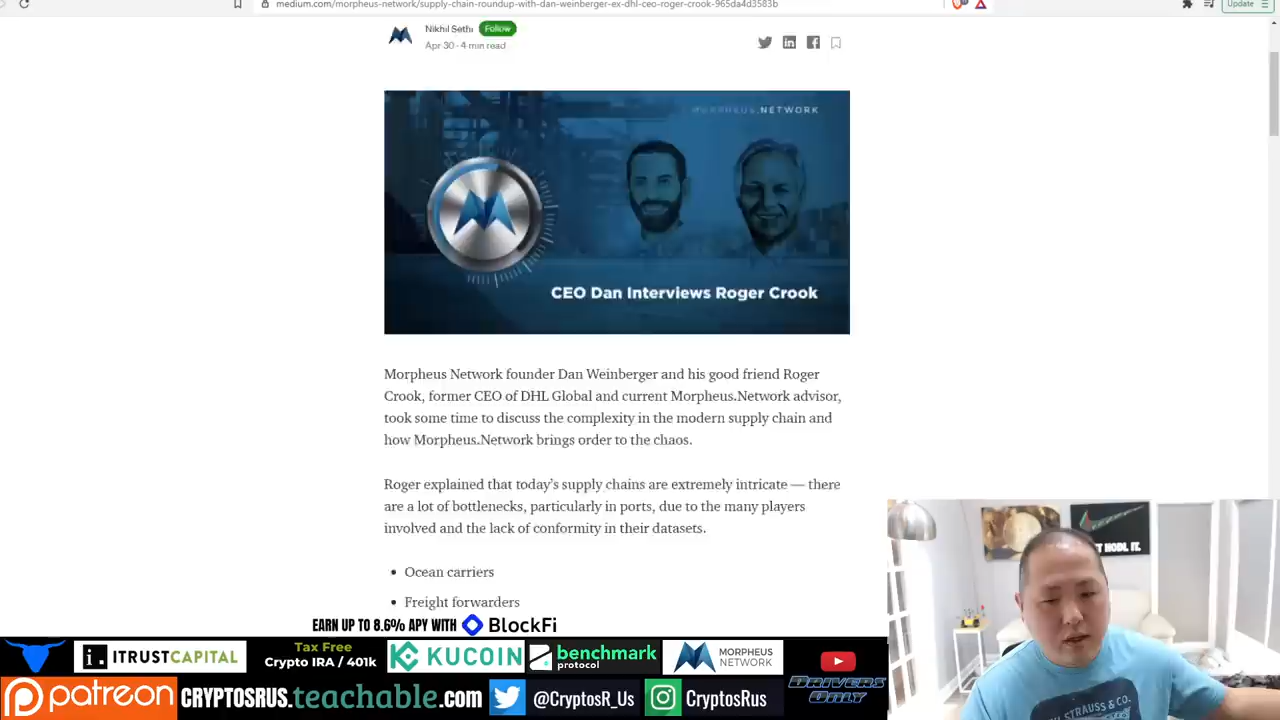 medium.com/morpheus-network/supply-chain-roundup-with-dan-weinberger-ex-dhl-ceo-roger-crook-965da4d3583b
Update
Nikhil Sethi
Follow
Apr 30 · 4 min read
MORPHEUS.NETWORK
CEO Dan Interviews Roger Crook
Morpheus Network founder Dan Weinberger and his good friend Roger
Crook, former CEO of DHL Global and current Morpheus.Network advisor,
took some time to discuss the complexity in the modern supply chain and
how Morpheus.Network brings order to the chaos.
Roger explained that today's supply chains are extremely intricate — there
are a lot of bottlenecks, particularly in ports, due to the many players
involved and the lack of conformity in their datasets.
• Ocean carriers
• Freight forwarders
EARN UP TO 8.6% APY WITH BlockFi
i. ITRUSTCAPITAL
Tax Free
Crypto IRA / 401k
KUCOIN
benchmark
protocol
MORPHEUS
NETWORK
DRIVERS
ONLY
patreon
CRYPTOSRUS.teachable.com
@CryptosR_Us
CryptosRus
HODL IT.
STRAUSS & CO.